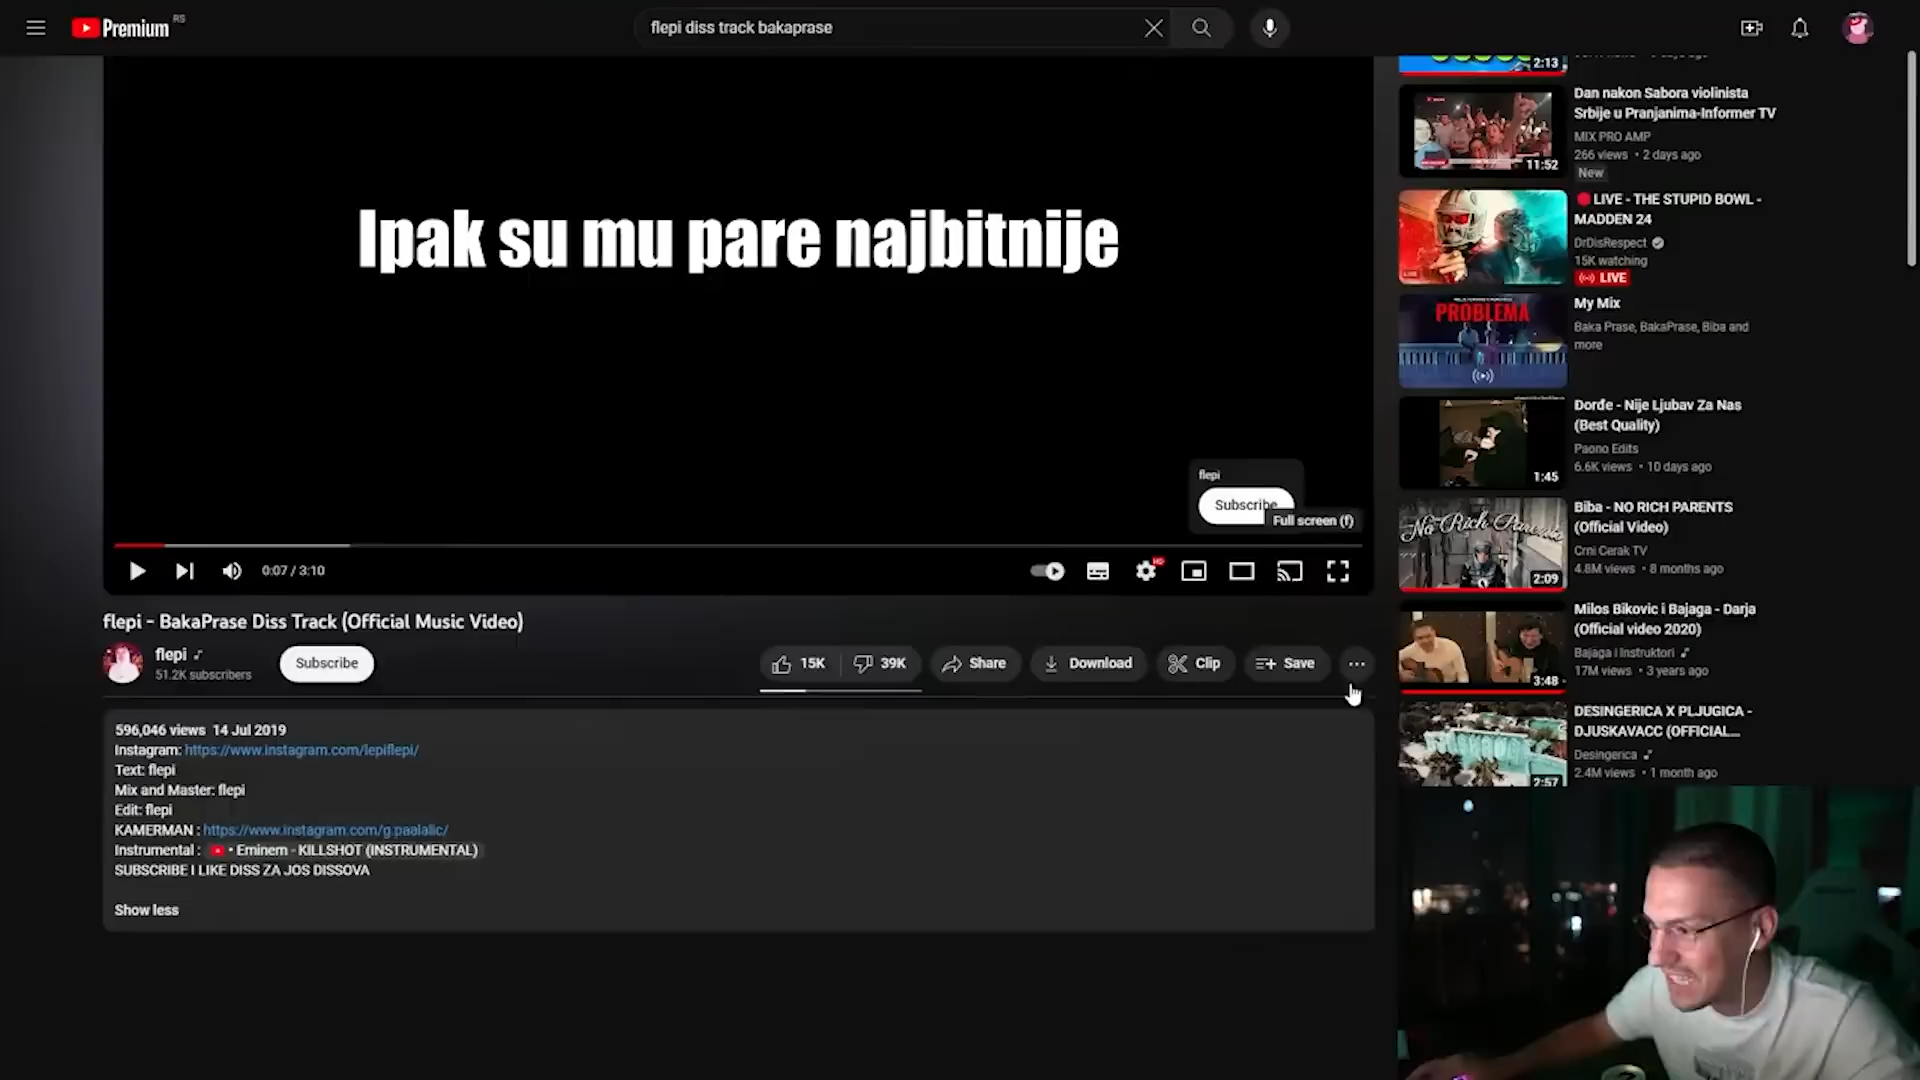 Premium RS
flepi diss track bakaprase
Ipak su mu pare najbitnije
flepi
Subscribe
Full screen (f)
0:07 / 3:10
HD
flepi - BakaPrase Diss Track (Official Music Video)
flepi
51.2K subscribers
Subscribe
15K
39K
Share
Download
Clip
Save
596,046 views 14 Jul 2019
Instagram: https://www.instagram.com/lepiflepi/
Text: flepi
Mix and Master: flepi
Edit: flepi
KAMERMAN : https://www.instagram.com/g.paalalic/
Instrumental : • Eminem - KILLSHOT (INSTRUMENTAL)
SUBSCRIBE I LIKE DISS ZA JOS DISSOVA
Show less
2:13
Dan nakon Sabora violinista
Srbije u Pranjanima-Informer TV
MIX PRO AMP
266 views • 2 days ago
New
11:52
LIVE - THE STUPID BOWL -
MADDEN 24
DrDisRespect
15K watching
LIVE
LIVE
PROBLEMA
My Mix
Baka Prase, BakaPrase, Biba and
more
Đorđe - Nije Ljubav Za Nas
(Best Quality)
Paono Edits
6.6K views • 10 days ago
1:45
No Rich Parents
Biba - NO RICH PARENTS
(Official Video)
Crni Cerak TV
4.8M views • 8 months ago
2:09
Milos Bikovic i Bajaga - Darja
(Official video 2020)
Bajaga i Instruktori
17M views • 3 years ago
3:48
DESINGERICA X PLJUGICA -
DJUSKAVACC (OFFICIAL...
Desingerica
2.4M views • 1 month ago
2:57